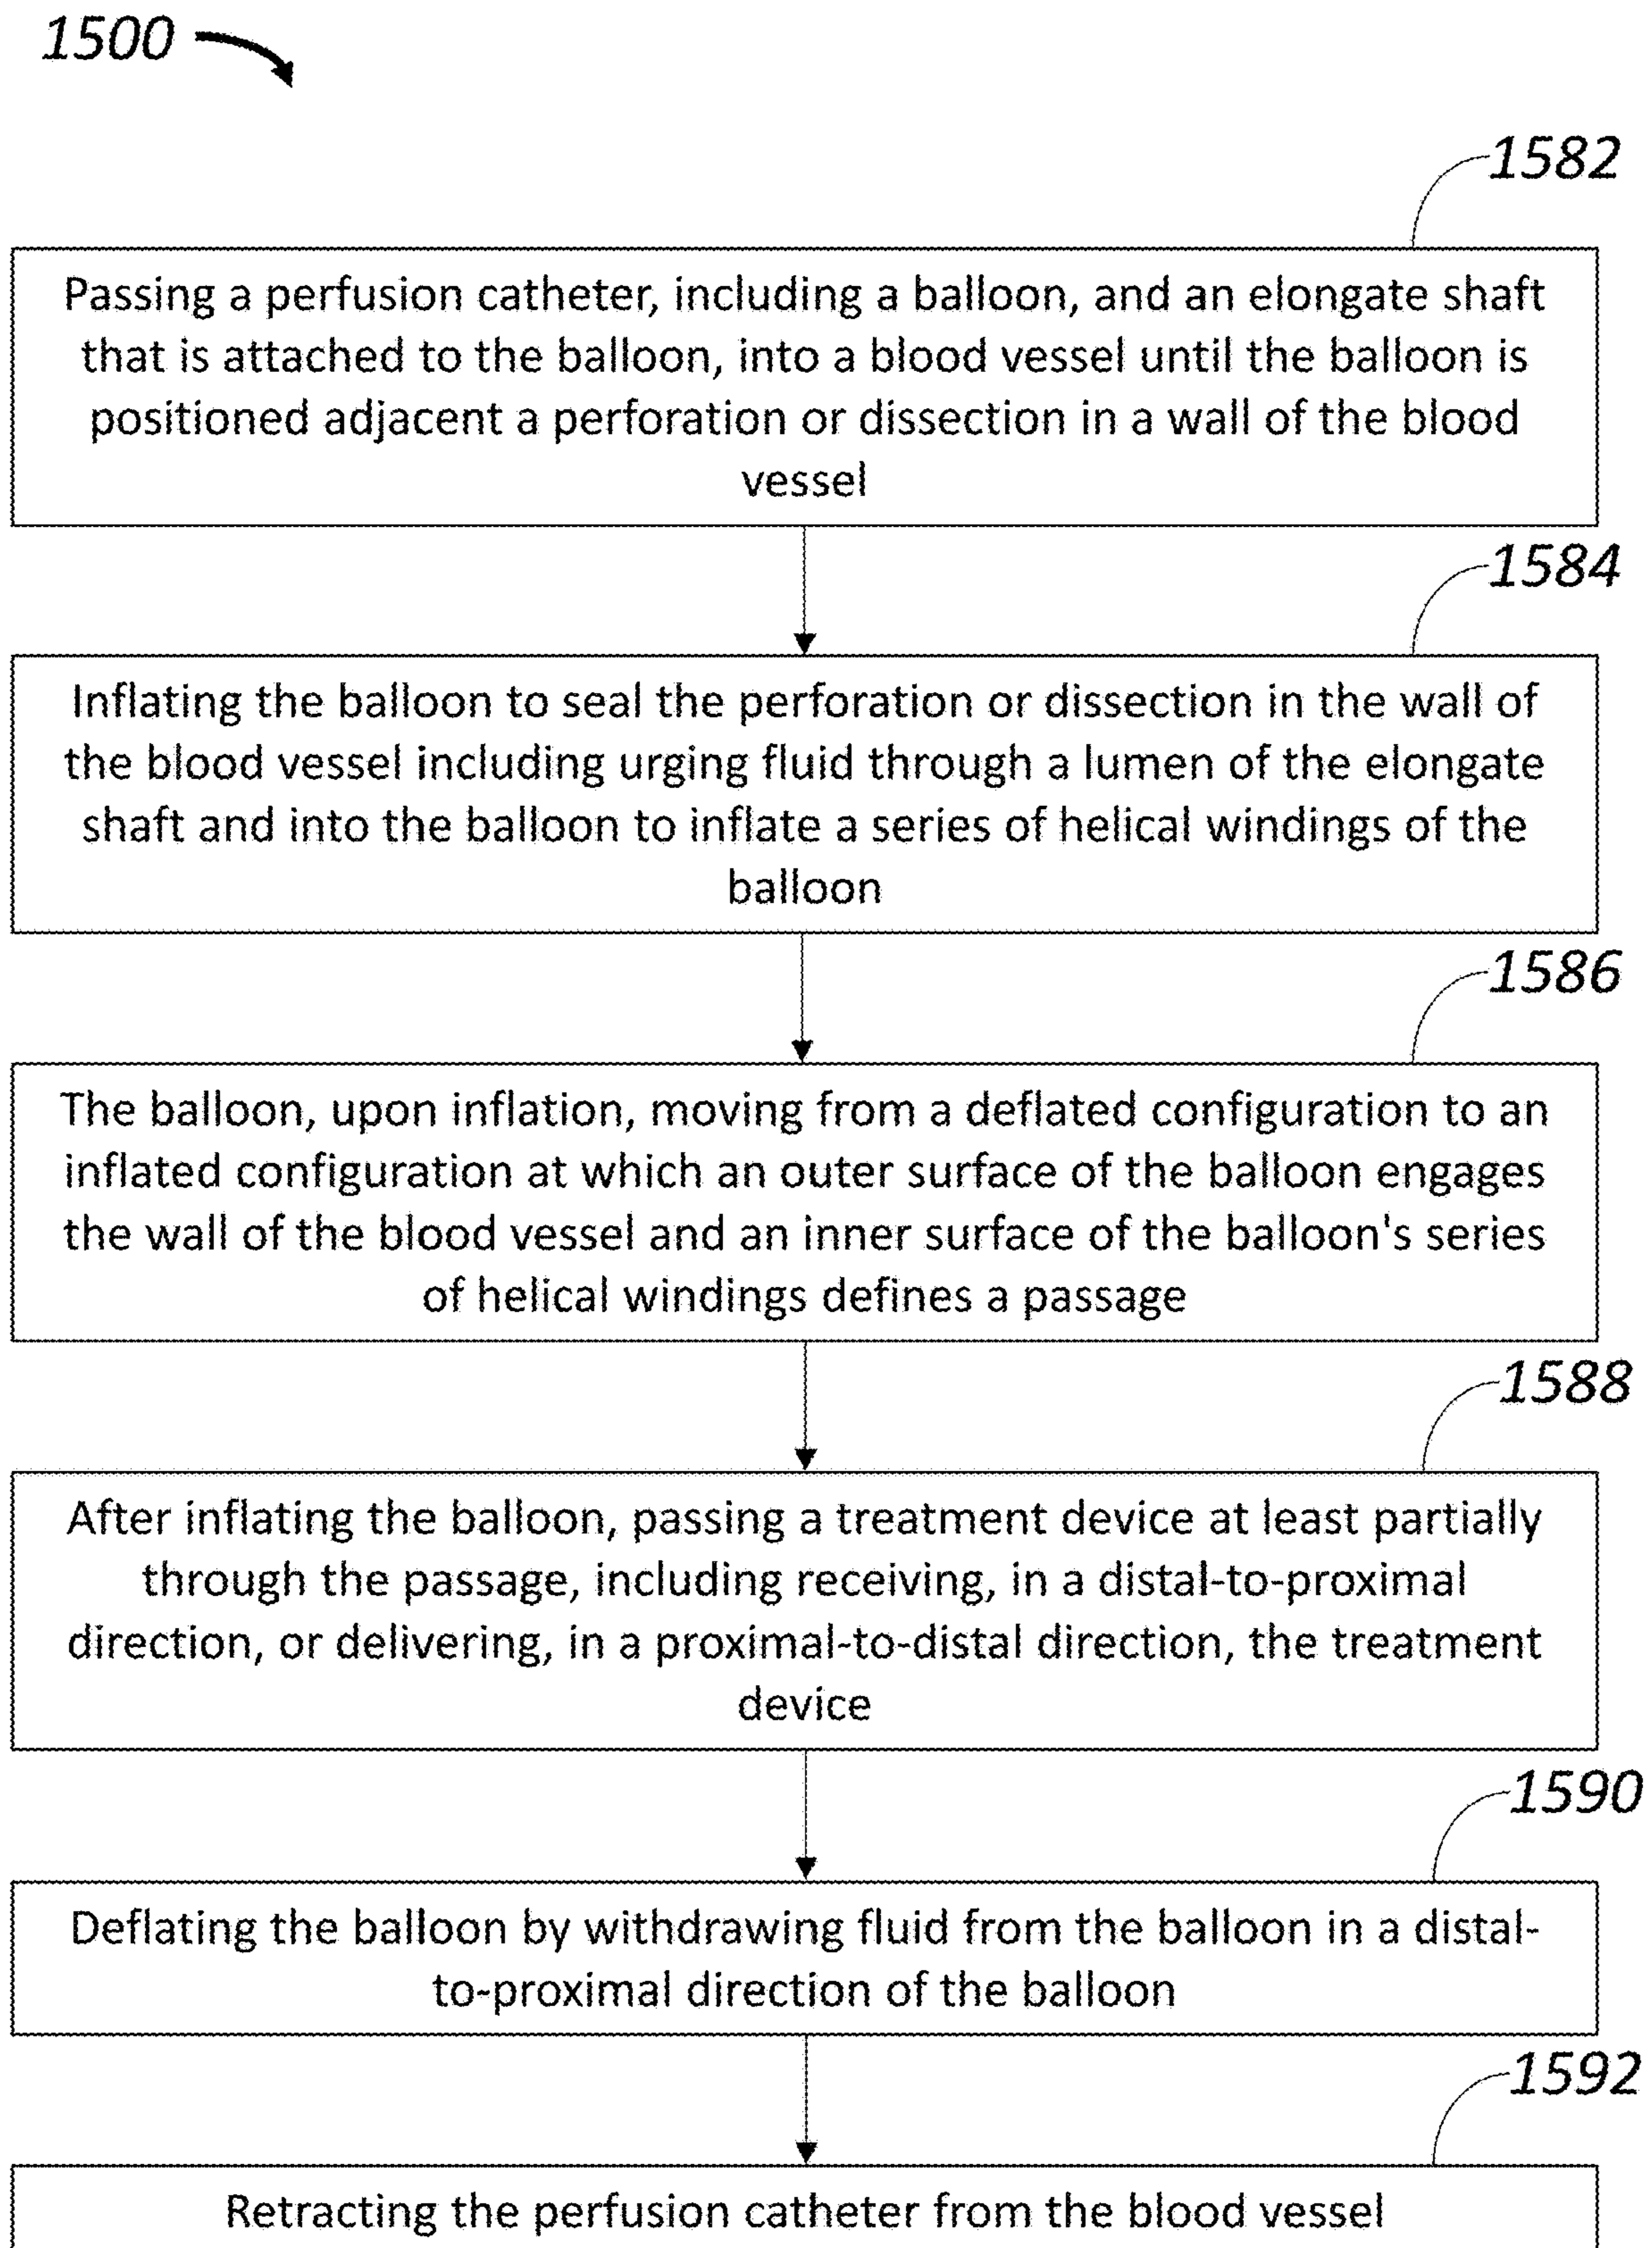 1500
1582
Passing a perfusion catheter, including a balloon, and an elongate shaft
that is attached to the balloon, into a blood vessel until the balloon is
positioned adjacent a perforation or dissection in a wall of the blood
vessel
1584
Inflating the balloon to seal the perforation or dissection in the wall of
the blood vessel including urging fluid through a lumen of the elongate
shaft and into the balloon to inflate a series of helical windings of the
balloon
1586
The balloon, upon inflation, moving from a deflated configuration to an
inflated configuration at which an outer surface of the balloon engages
the wall of the blood vessel and an inner surface of the balloon's series
of helical windings defines a passage
1588
After inflating the balloon, passing a treatment device at least partially
through the passage, including receiving, in a distal-to-proximal
direction, or delivering, in a proximal-to-distal direction, the treatment
device
1590
Deflating the balloon by withdrawing fluid from the balloon in a distal-
to-proximal direction of the balloon
1592
Retracting the perfusion catheter from the blood vessel